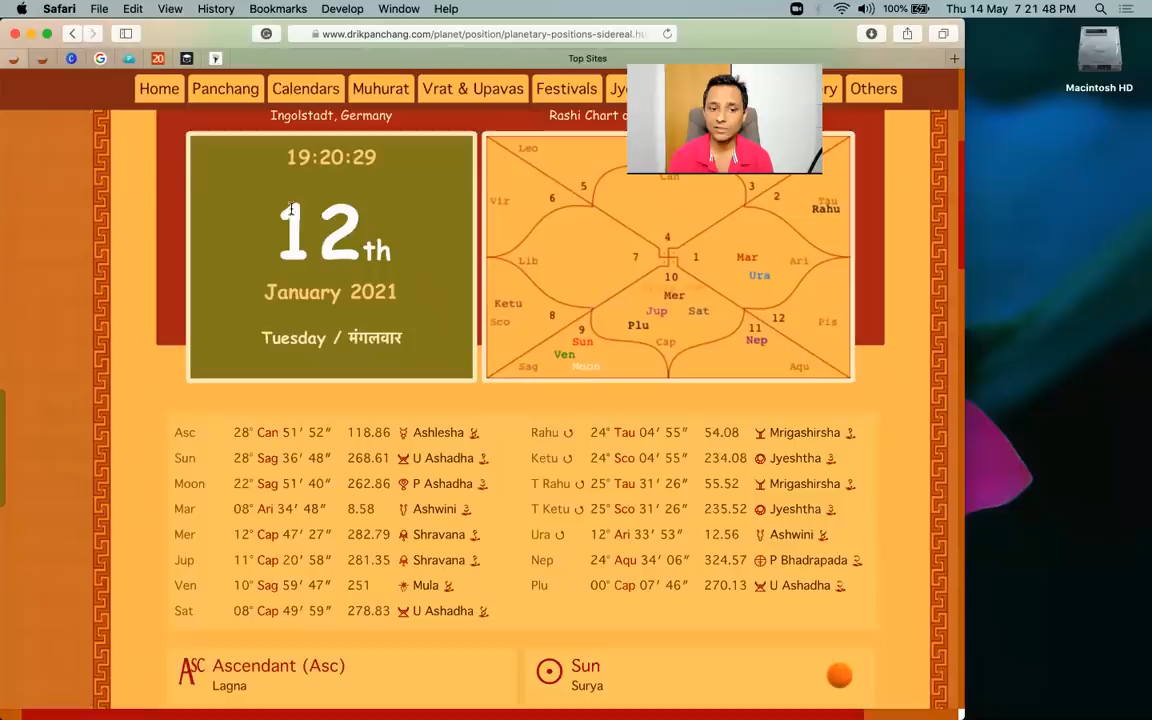 Safari File Edit View History Bookmarks Develop Window Help 100% Thu 14 May 7 21 48 PM
www.drikpanchang.com/planet/position/planetary-positions-sidereal.h
20
Top Sites
Macintosh HD
Home Panchang Calendars Muhurat Vrat & Upavas Festivals Others
Ingolstadt, Germany
Rashi Chart
19:20:29
12th
January 2021
Tuesday / मंगलवार
Leo Can
5 3
Vir 6 2 Tau
Rahu
4
Lib 7 1 Mar Ari
Ura
10
Mer
Ketu Jup Sat
Sco 8 Plu 12 Pis
9 11
Sun Cap Nep
Ven
Sag Moon Aqu
Asc 28° Can 51′ 52″ 118.86 Ashlesha
Sun 28° Sag 36′ 48″ 268.61 U Ashadha
Moon 22° Sag 51′ 40″ 262.86 P Ashadha
Mar 08° Ari 34′ 48″ 8.58 Ashwini
Mer 12° Cap 47′ 27″ 282.79 Shravana
Jup 11° Cap 20′ 58″ 281.35 Shravana
Ven 10° Sag 59′ 47″ 251 Mula
Sat 08° Cap 49′ 59″ 278.83 U Ashadha
Rahu 24° Tau 04′ 55″ 54.08 Mrigashirsha
Ketu 24° Sco 04′ 55″ 234.08 Jyeshtha
T Rahu 25° Tau 31′ 26″ 55.52 Mrigashirsha
T Ketu 25° Sco 31′ 26″ 235.52 Jyeshtha
Ura 12° Ari 33′ 53″ 12.56 Ashwini
Nep 24° Aqu 34′ 06″ 324.57 P Bhadrapada
Plu 00° Cap 07′ 46″ 270.13 U Ashadha
ASC Ascendant (Asc)
Lagna
Sun
Surya